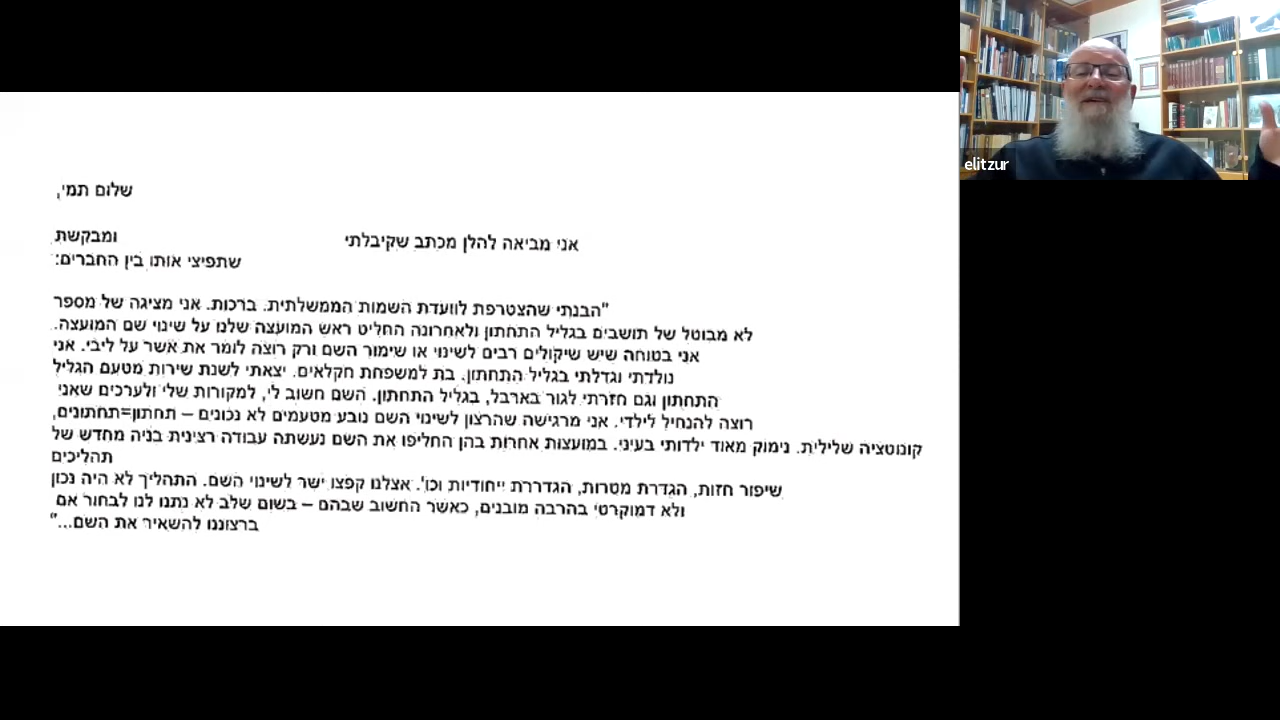 שלום תמי,
אני מביאה להלן מכתב שקיבלתי ומבקשת
שתפיצי אותו בין החברים:
"הבנתי שהצטרפת לוועדת השמות הממשלתית. ברכות. אני מציגה של מספר
לא מבוטל של תושבים בגליל התחתון ולאחרונה החליט ראש המועצה שלנו על שינוי שם המועצה.
אני בטוחה שיש שיקולים רבים לשינוי או שימור השם ורק רוצה לומר את אשר על ליבי. אני
נולדתי וגדלתי בגליל התחתון. בת למשפחת חקלאים. יצאתי לשנת שירות מטעם הגליל
התחתון וגם חזרתי לגור בארבל, בגליל התחתון. השם חשוב לי, למקורות שלי ולערכים שאני
רוצה להנחיל לילדי. אני מרגישה שהרצון לשינוי השם נובע מטעמים לא נכונים – תחתון=תחתונים,
קונוטציה שלילית. נימוק מאוד ילדותי בעיני. במועצות אחרות בהן החליפו את השם נעשתה עבודה רצינית בניה מחדש של
תהליכים
שיפור חזות, הגדרת מטרות, הגדררת ייחודיות וכו'. אצלנו קפצו ישר לשינוי השם. התהליך לא היה נכון
ולא דמוקרטי בהרבה מובנים, כאשר החשוב שבהם – בשום שלב לא נתנו לנו לבחור אם
ברצוננו להשאיר את השם..."
elitzur